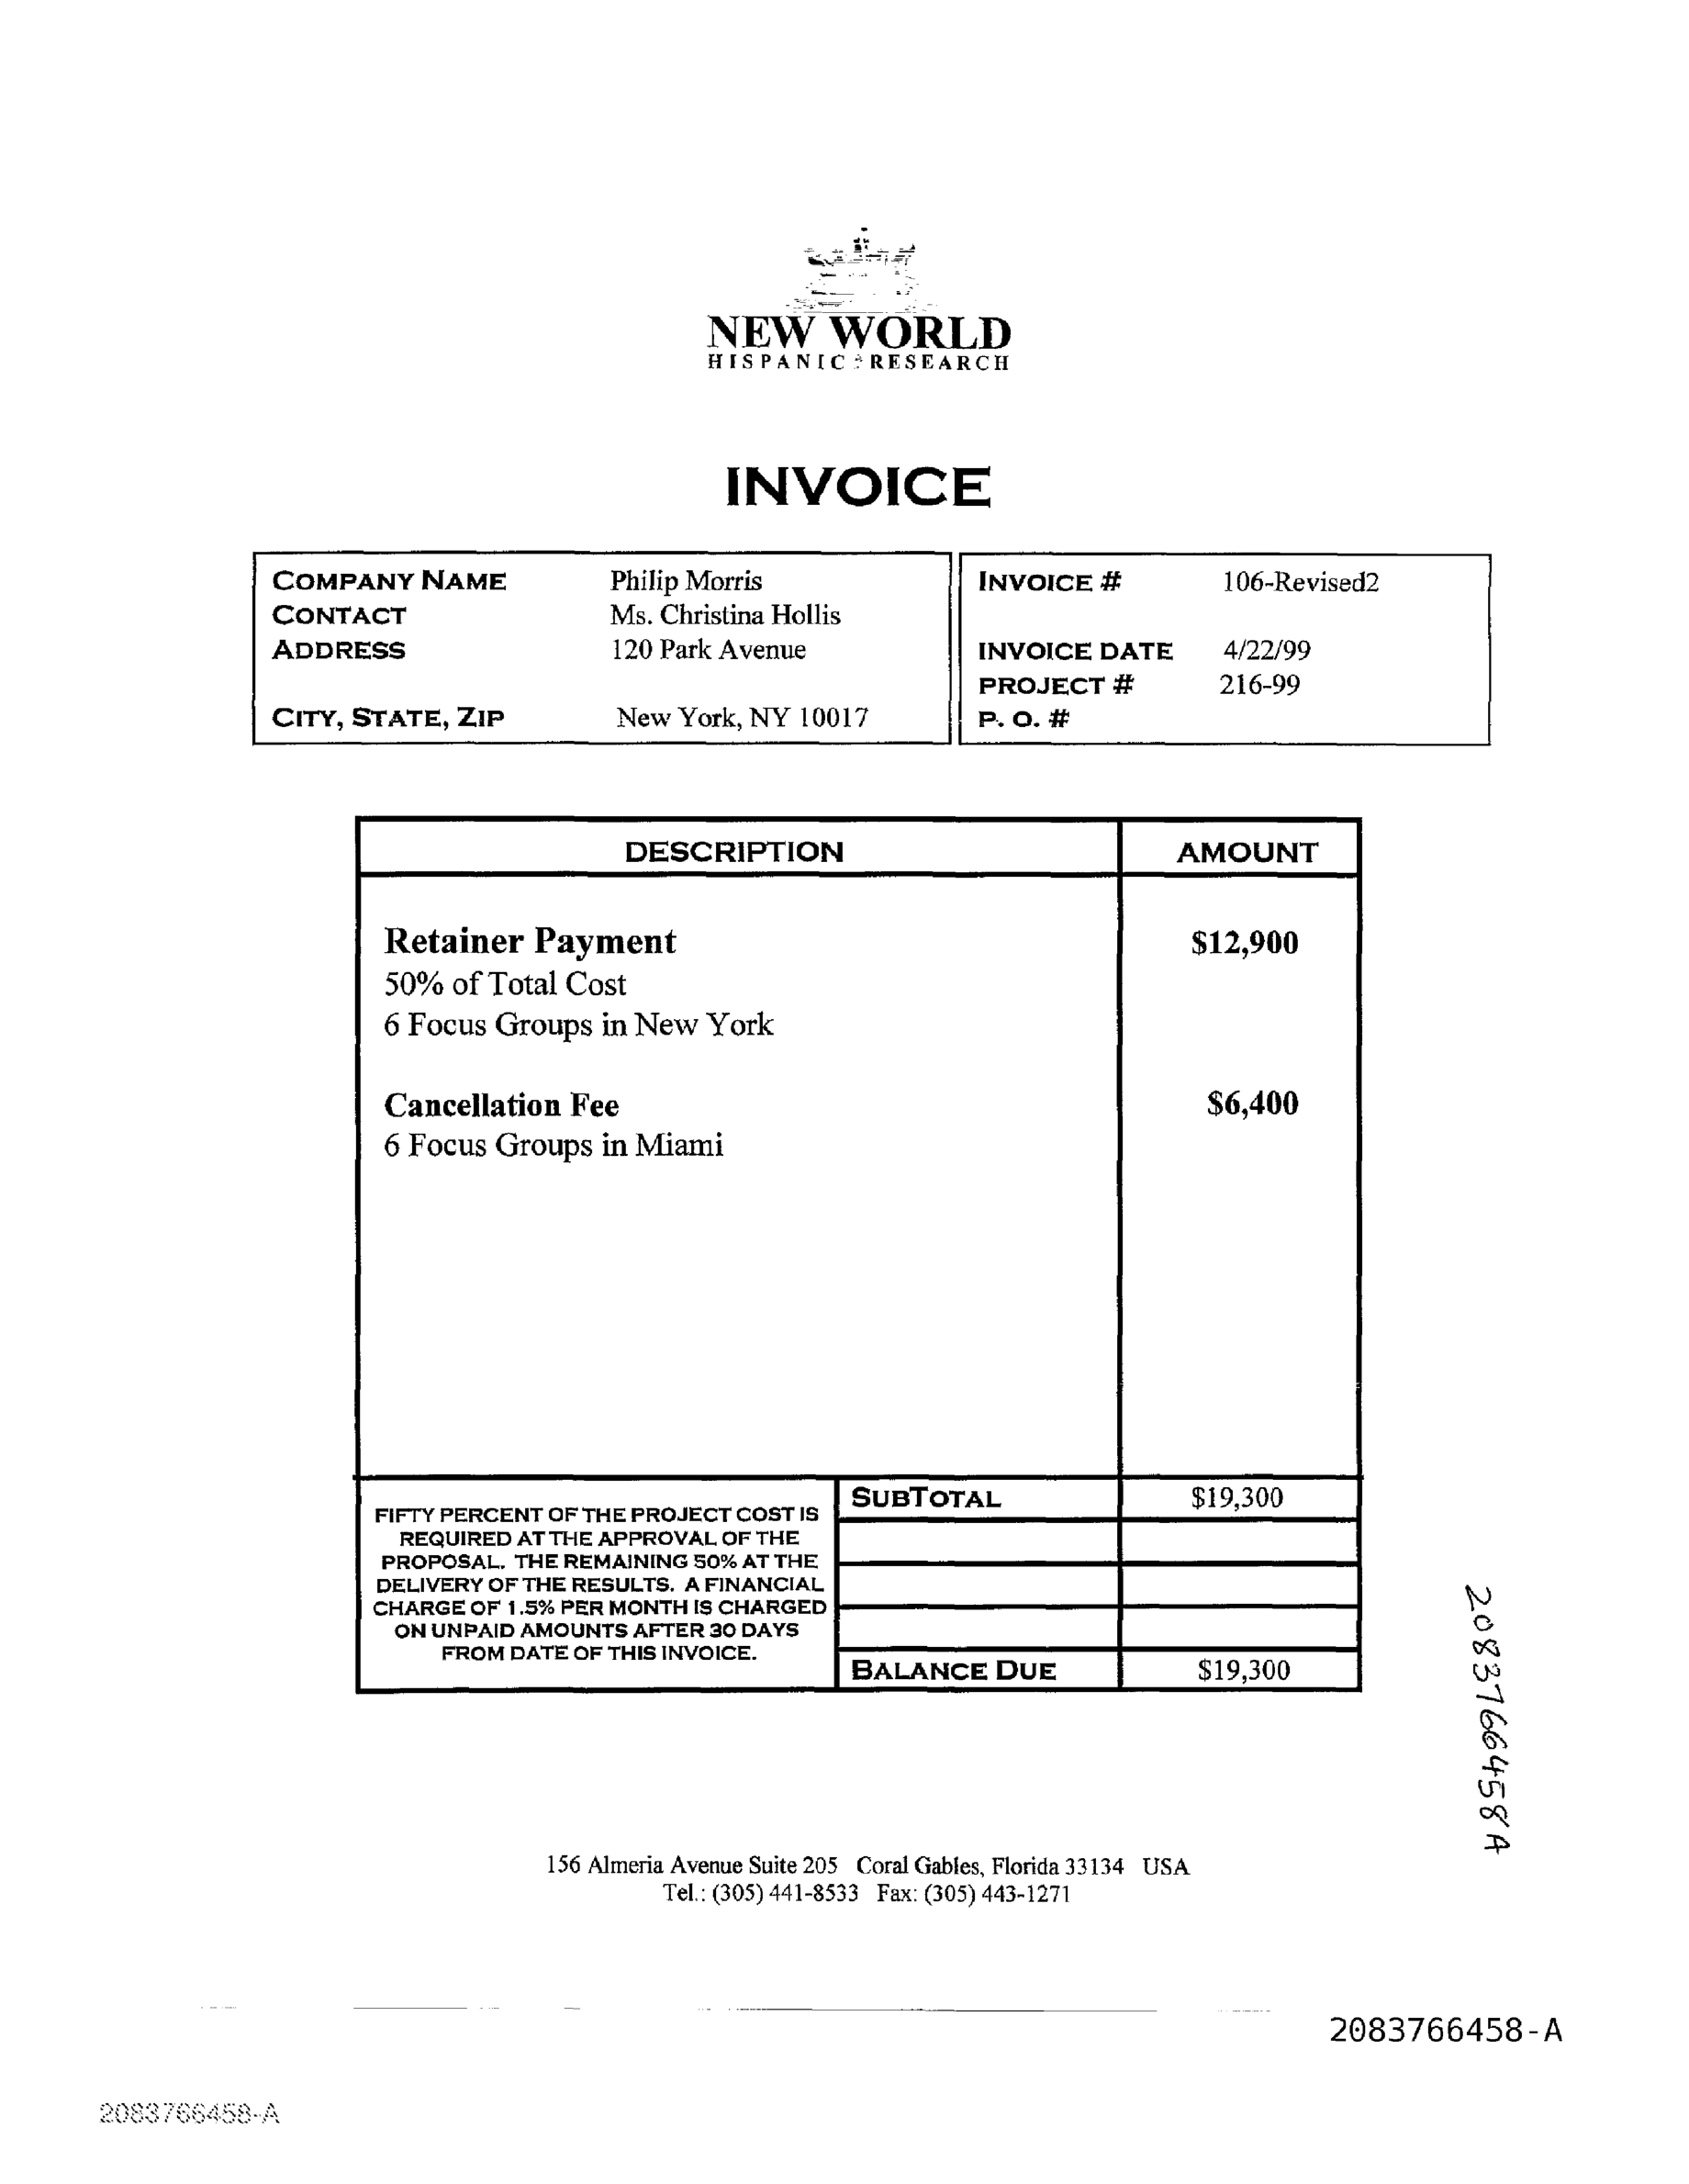 NEW WORLD
HISPANIC RESEARCH
INVOICE
COMPANY NAME Philip Morris
CONTACT Ms. Christina Hollis
ADDRESS 120 Park Avenue
CITY, STATE, ZIP New York, NY 10017
INVOICE # 106-Revised2
INVOICE DATE 4/22/99
PROJECT # 216-99
P. O. #
DESCRIPTION AMOUNT
Retainer Payment $12,900
50% of Total Cost
6 Focus Groups in New York
Cancellation Fee $6,400
6 Focus Groups in Miami
FIFTY PERCENT OF THE PROJECT COST IS
REQUIRED AT THE APPROVAL OF THE
PROPOSAL. THE REMAINING 50% AT THE
DELIVERY OF THE RESULTS. A FINANCIAL
CHARGE OF 1.5% PER MONTH IS CHARGED
ON UNPAID AMOUNTS AFTER 30 DAYS
FROM DATE OF THIS INVOICE.
SUBTOTAL $19,300
BALANCE DUE $19,300
2083766458A
156 Almeria Avenue Suite 205 Coral Gables, Florida 33134 USA
Tel.: (305) 441-8533 Fax: (305) 443-1271
2083766458-A
2083766458-A